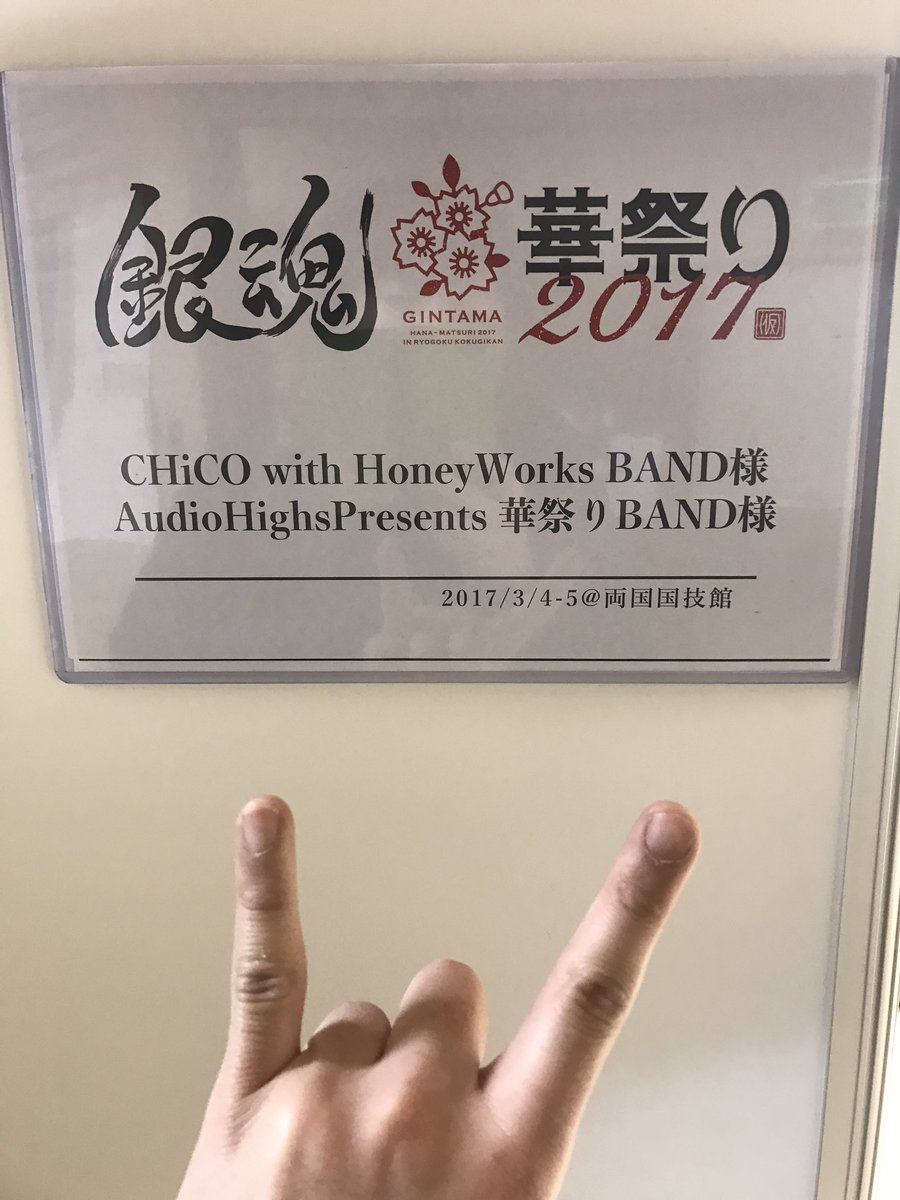 銀魂
GINTAMA
HANA-MATSURI 2017
IN RYOGOKU KOKUGIKAN
華祭り
2017
(仮)
CHiCO with HoneyWorks BAND様
AudioHighsPresents 華祭りBAND様
2017/3/4-5@両国国技館